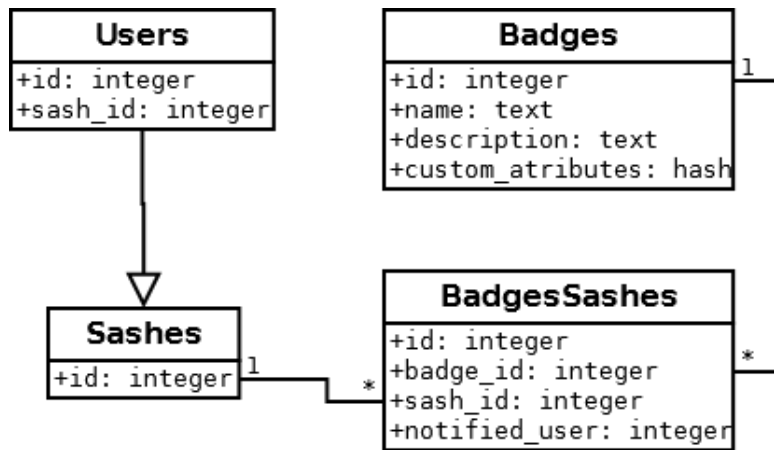 Users
+id: integer
+sash_id: integer
Badges
+id: integer
+name: text
+description: text
+custom_atributes: hash
1
Sashes
+id: integer
1
*
BadgesSashes
+id: integer
+badge_id: integer
+sash_id: integer
+notified_user: integer
*